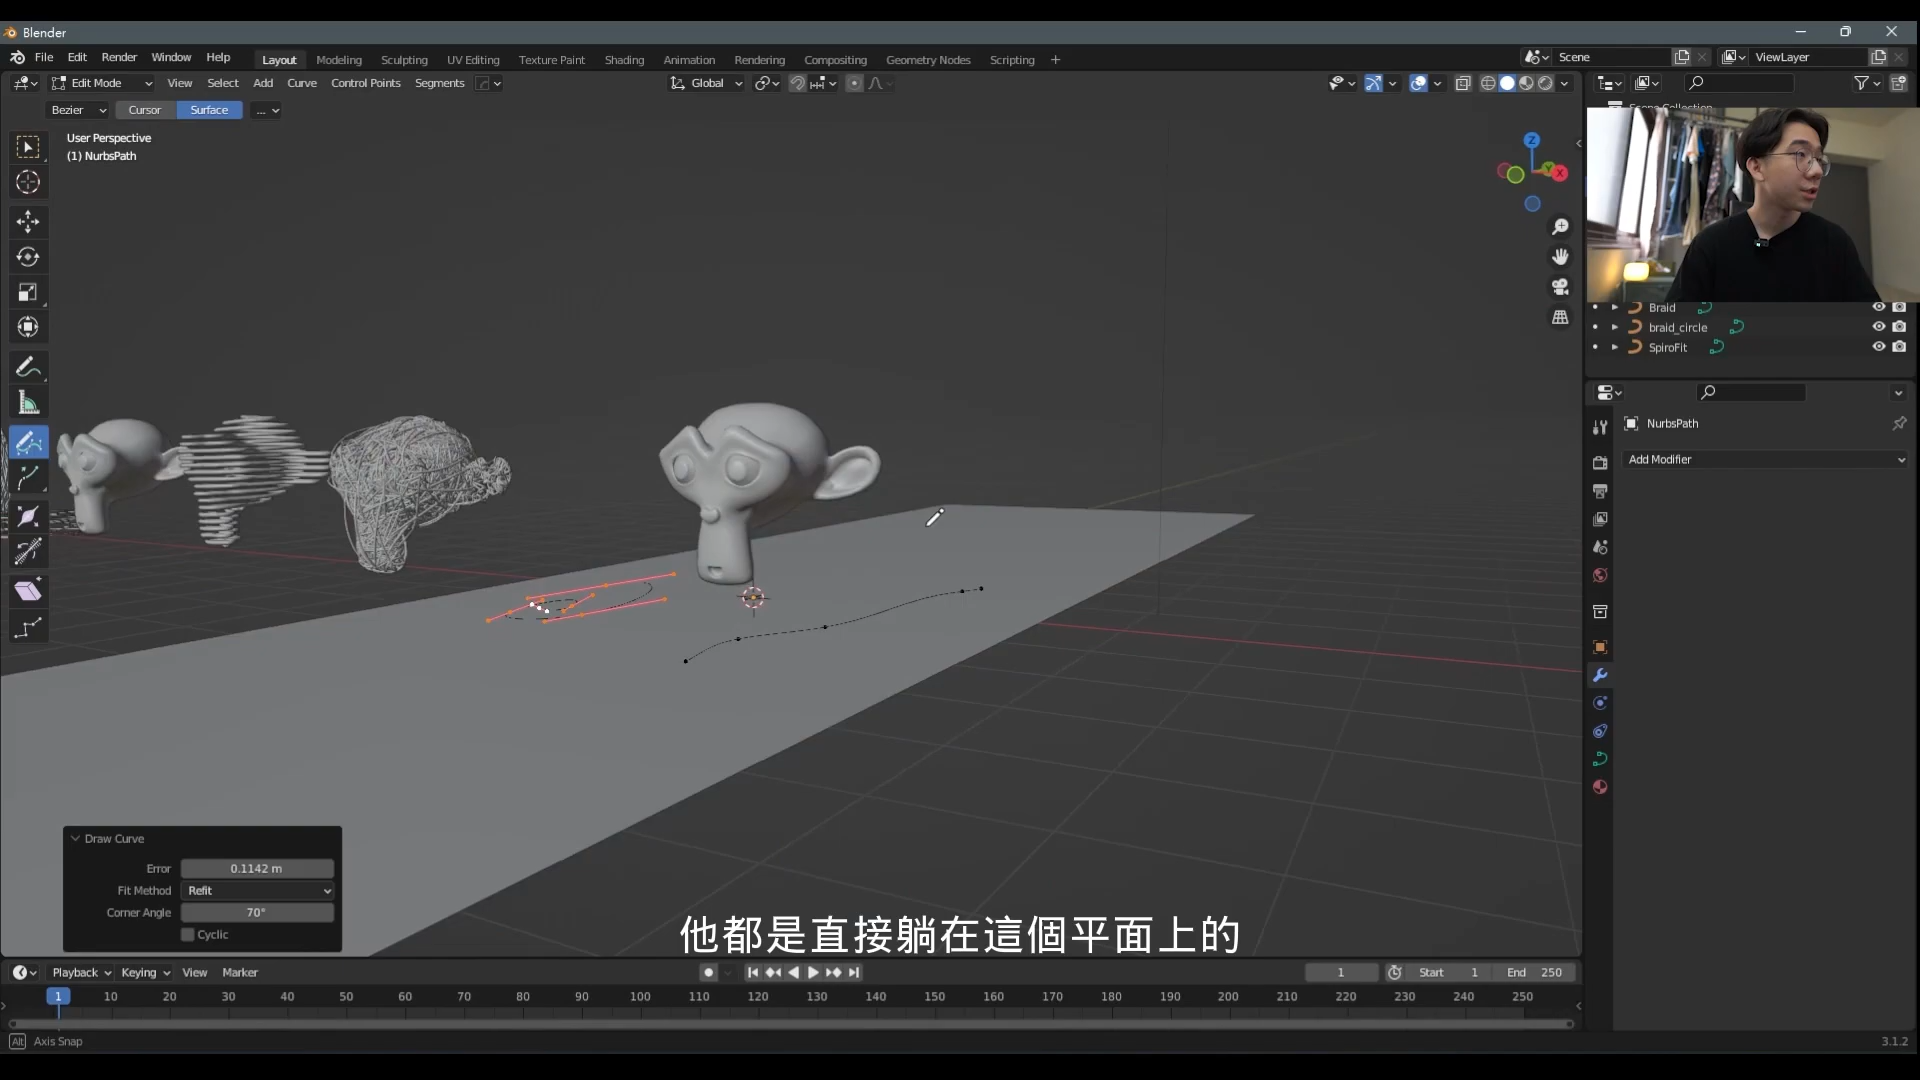 Blender
File Edit Render Window Help Layout Modeling Sculpting UV Editing Texture Paint Shading Animation Rendering Compositing Geometry Nodes Scripting + Scene ViewLayer
Edit Mode View Select Add Curve Control Points Segments Global
Bezier Cursor Surface ...
User Perspective
(1) NurbsPath
Z
Y
X
Scene Collection
Braid
braid_circle
SpiroFit
NurbsPath
Add Modifier
Draw Curve
Error 0.1142 m
Fit Method Refit
Corner Angle 70°
Cyclic
他都是直接躺在這個平面上的
Playback Keying View Marker 1 Start 1 End 250
1 10 20 30 40 50 60 70 80 90 100 110 120 130 140 150 160 170 180 190 200 210 220 230 240 250
Alt Axis Snap
3.1.2